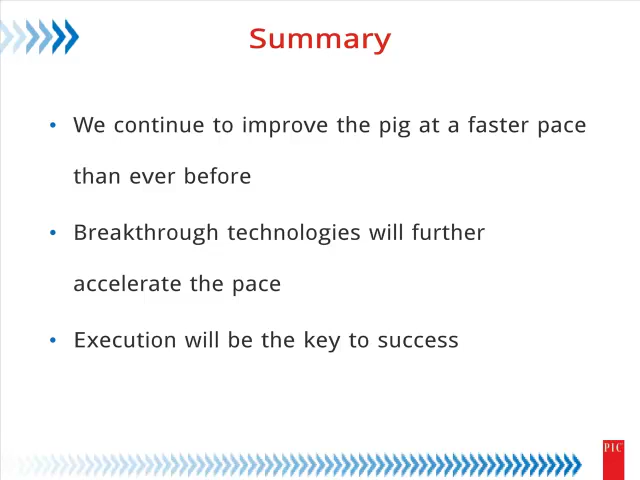 Summary
• We continue to improve the pig at a faster pace
than ever before
• Breakthrough technologies will further
accelerate the pace
• Execution will be the key to success
PIC